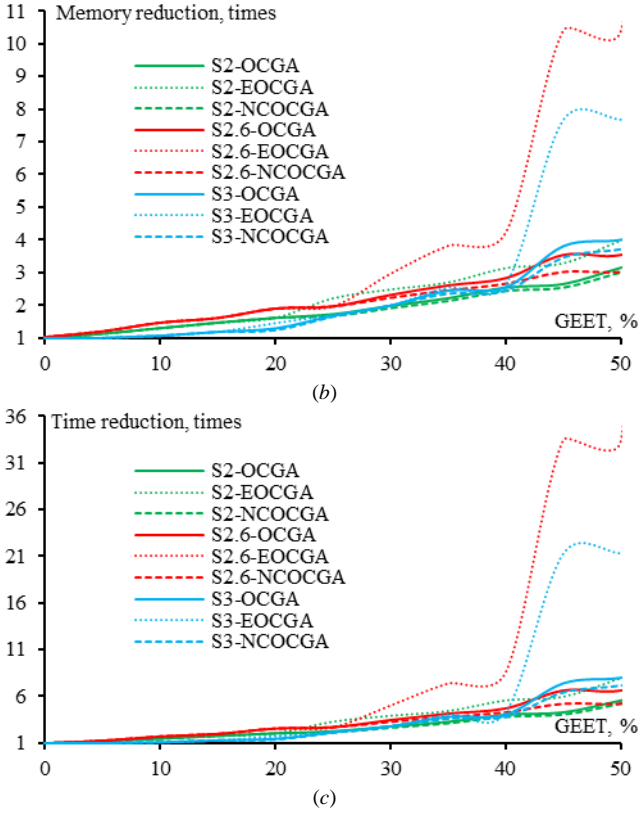 Memory reduction, times
11
10
9
8
7
6
5
4
3
2
1
S2-OCGA
S2-EOCGA
S2-NCOCGA
S2.6-OCGA
S2.6-EOCGA
S2.6-NCOCGA
S3-OCGA
S3-EOCGA
S3-NCOCGA
GEET, %
0 10 20 30 40 50
(b)
Time reduction, times
36
31
26
21
16
11
6
1
S2-OCGA
S2-EOCGA
S2-NCOCGA
S2.6-OCGA
S2.6-EOCGA
S2.6-NCOCGA
S3-OCGA
S3-EOCGA
S3-NCOCGA
GEET, %
0 10 20 30 40 50
(c)